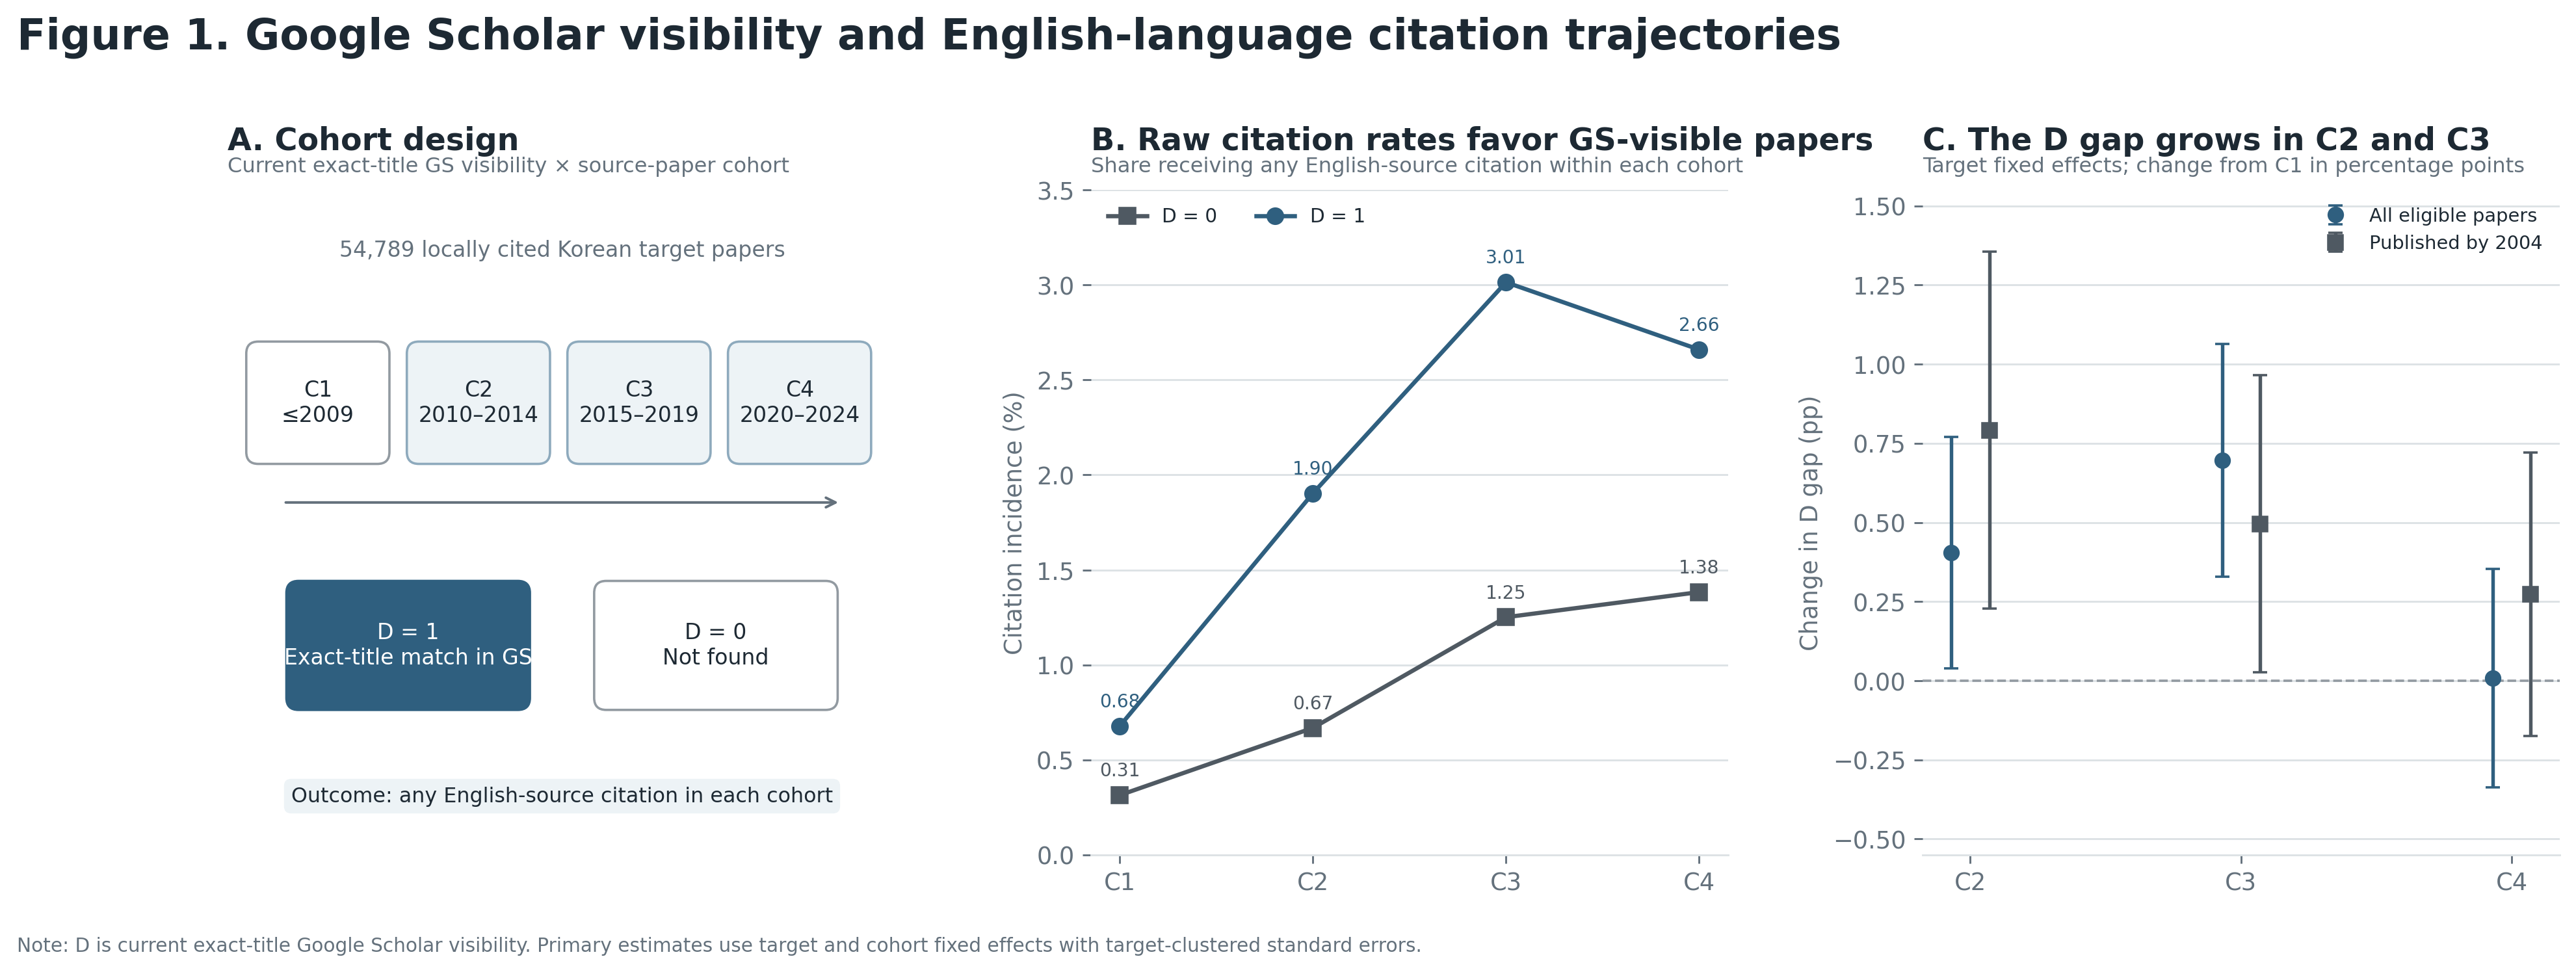 Figure 1. Google Scholar visibility and English-language citation trajectories
A. Cohort design
Current exact-title GS visibility × source-paper cohort
54,789 locally cited Korean target papers
C1
≤2009
C2
2010–2014
C3
2015–2019
C4
2020–2024
D = 1
Exact-title match in GS
D = 0
Not found
Outcome: any English-source citation in each cohort
B. Raw citation rates favor GS-visible papers
Share receiving any English-source citation within each cohort
Citation incidence (%)
3.5
3.0
2.5
2.0
1.5
1.0
0.5
0.0
D = 0
D = 1
0.68
1.90
3.01
2.66
0.31
0.67
1.25
1.38
C1
C2
C3
C4
C. The D gap grows in C2 and C3
Target fixed effects; change from C1 in percentage points
Change in D gap (pp)
1.50
1.25
1.00
0.75
0.50
0.25
0.00
−0.25
−0.50
All eligible papers
Published by 2004
C2
C3
C4
Note: D is current exact-title Google Scholar visibility. Primary estimates use target and cohort fixed effects with target-clustered standard errors.